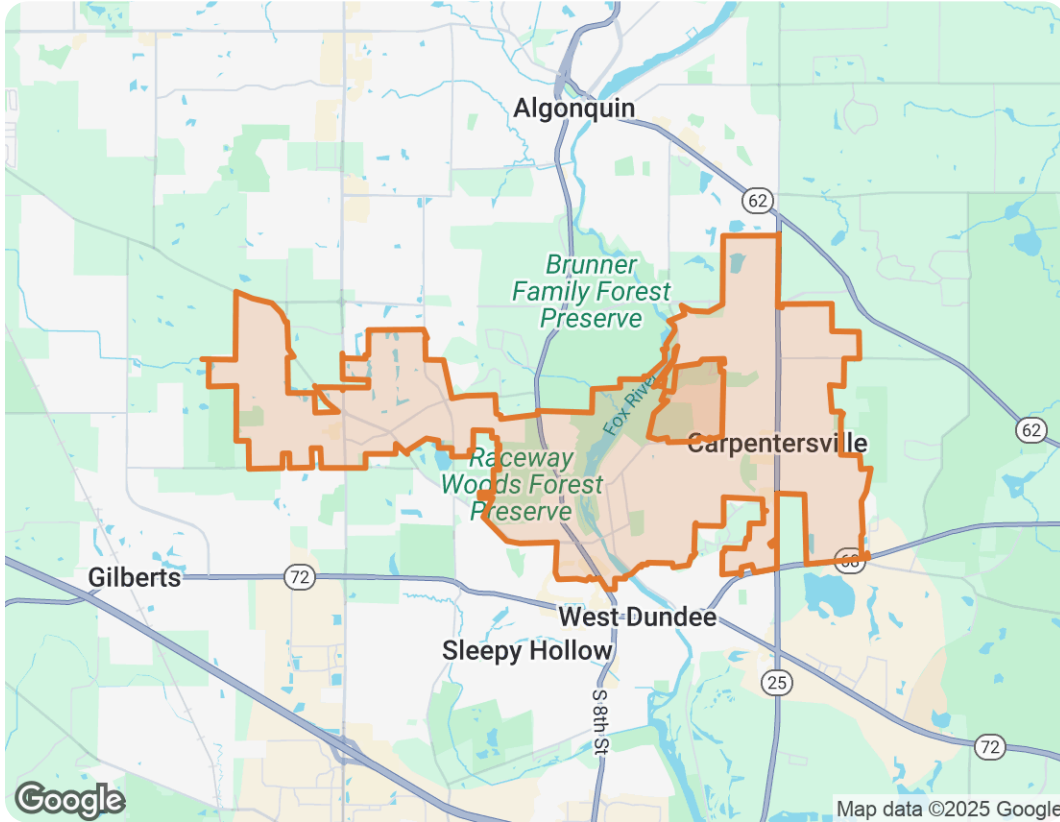 Algonquin
62
Brunner
Family Forest
Preserve
Fox River
62
Carpentersville
Raceway
Woods Forest
Preserve
68
Gilberts
72
West Dundee
Sleepy Hollow
25
S 8th St
72
Google
Map data ©2025 Google